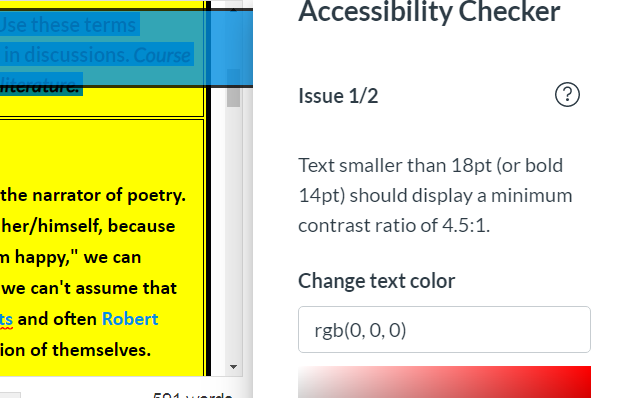 Use these terms
in discussions. Course
literature.
the narrator of poetry.
her/himself, because
m happy," we can
we can't assume that
ts and often Robert
ion of themselves.
591 words
Accessibility Checker
Issue 1/2
?
Text smaller than 18pt (or bold
14pt) should display a minimum
contrast ratio of 4.5:1.
Change text color
rgb(0, 0, 0)